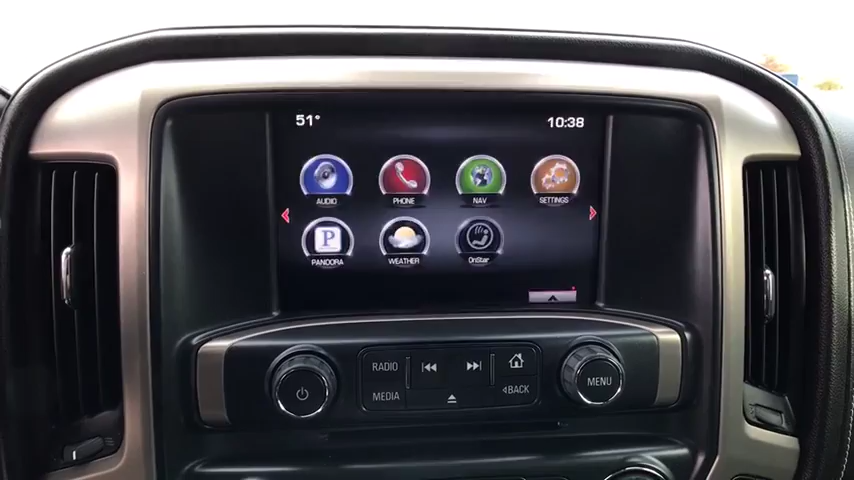 51°
10:38
AUDIO
PHONE
NAV
SETTINGS
P
PANDORA
WEATHER
OnStar
RADIO
MEDIA
BACK
MENU